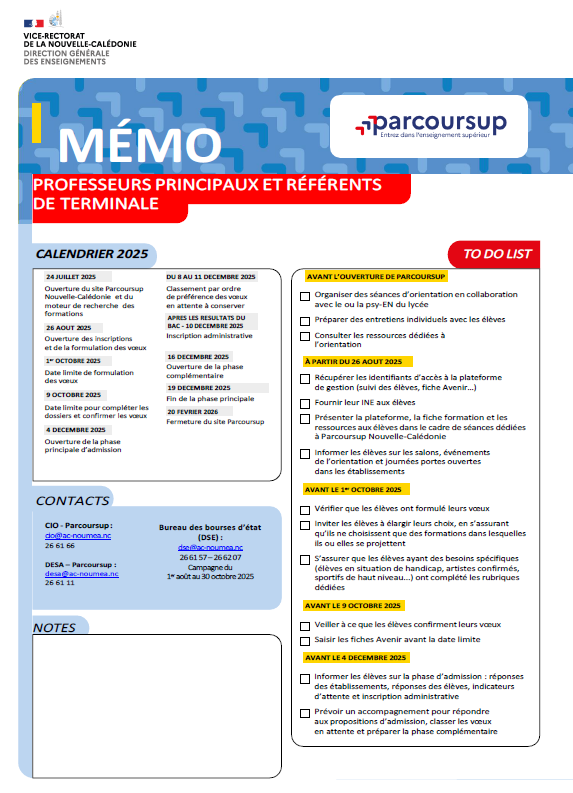 VICE-RECTORAT
DE LA NOUVELLE-CALÉDONIE
DIRECTION GÉNÉRALE
DES ENSEIGNEMENTS
MÉMO
parcoursup
Entrez dans l'enseignement supérieur
PROFESSEURS PRINCIPAUX ET RÉFÉRENTS
DE TERMINALE
CALENDRIER 2025
24 JUILLET 2025
Ouverture du site Parcoursup
Nouvelle-Calédonie et du
moteur de recherche des
formations
26 AOUT 2025
Ouverture des inscriptions
et de la formulation des vœux
1er OCTOBRE 2025
Date limite de formulation
des vœux
9 OCTOBRE 2025
Date limite pour compléter les
dossiers et confirmer les vœux
4 DECEMBRE 2025
Ouverture de la phase
principale d'admission
DU 8 AU 11 DECEMBRE 2025
Classement par ordre
de préférence des vœux
en attente à conserver
APRES LES RESULTATS DU
BAC - 10 DECEMBRE 2025
Inscription administrative
16 DECEMBRE 2025
Ouverture de la phase
complémentaire
19 DECEMBRE 2025
Fin de la phase principale
20 FEVRIER 2026
Fermeture du site Parcoursup
CONTACTS
CIO - Parcoursup :
cio@ac-noumea.nc
26 61 66
DESA – Parcoursup :
desa@ac-noumea.nc
26 61 11
Bureau des bourses d'état
(DSE) :
dse@ac-noumea.nc
26 61 57 – 26 62 07
Campagne du
1er août au 30 octobre 2025
NOTES
TO DO LIST
AVANT L'OUVERTURE DE PARCOURSUP
Organiser des séances d'orientation en collaboration
avec le ou la psy-EN du lycée
Préparer des entretiens individuels avec les élèves
Consulter les ressources dédiées à
l'orientation
À PARTIR DU 26 AOUT 2025
Récupérer les identifiants d'accès à la plateforme
de gestion (suivi des élèves, fiche Avenir...)
Fournir leur INE aux élèves
Présenter la plateforme, la fiche formation et les
ressources aux élèves dans le cadre de séances dédiées
à Parcoursup Nouvelle-Calédonie
Informer les élèves sur les salons, événements
de l'orientation et journées portes ouvertes
dans les établissements
AVANT LE 1er OCTOBRE 2025
Vérifier que les élèves ont formulé leurs vœux
Inviter les élèves à élargir leurs choix, en s'assurant
qu'ils ne choisissent que des formations dans lesquelles
ils ou elles se projettent
S'assurer que les élèves ayant des besoins spécifiques
(élèves en situation de handicap, artistes confirmés,
sportifs de haut niveau...) ont complété les rubriques
dédiées
AVANT LE 9 OCTOBRE 2025
Veiller à ce que les élèves confirment leurs vœux
Saisir les fiches Avenir avant la date limite
AVANT LE 4 DECEMBRE 2025
Informer les élèves sur la phase d'admission : réponses
des établissements, réponses des élèves, indicateurs
d'attente et inscription administrative
Prévoir un accompagnement pour répondre
aux propositions d'admission, classer les vœux
en attente et préparer la phase complémentaire